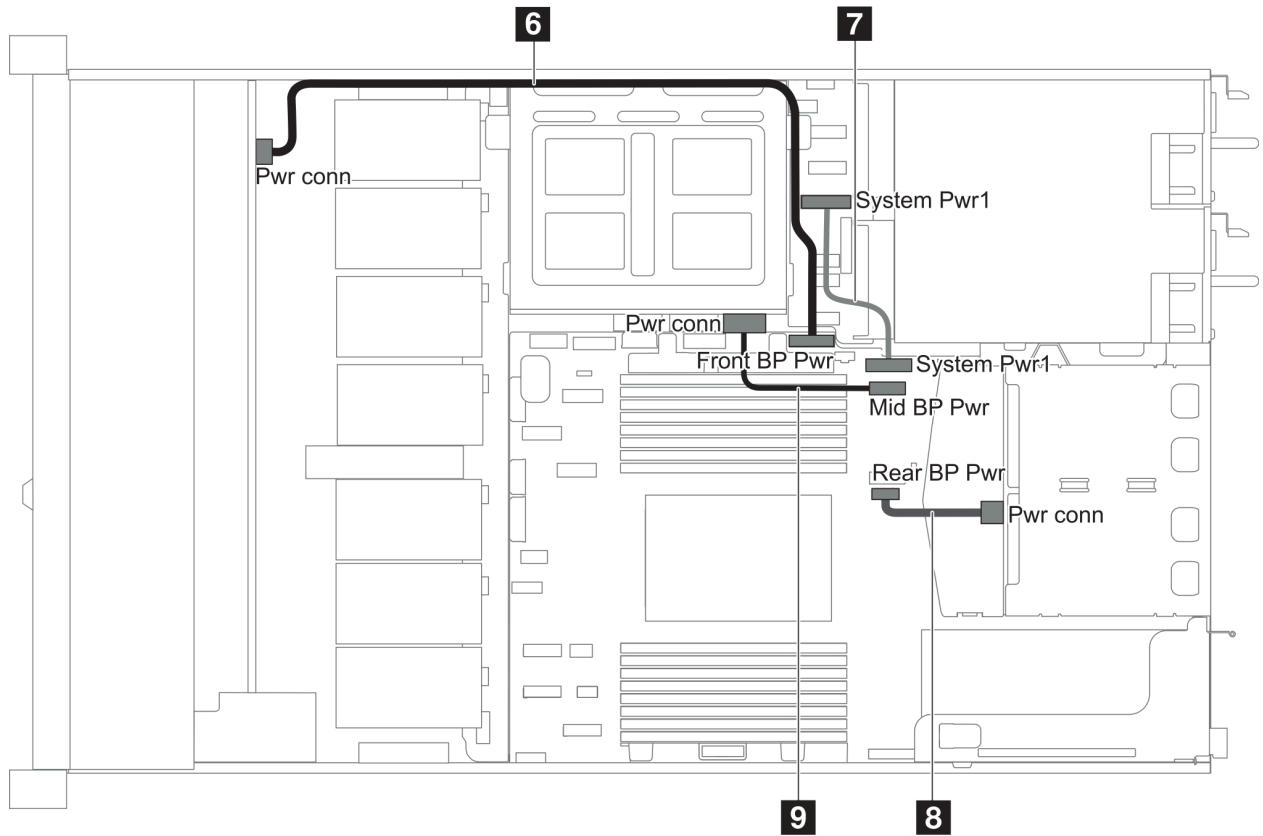 6
7
Pwr conn
System Pwr1
Pwr conn
Front BP Pwr
System Pwr1
Mid BP Pwr
Rear BP Pwr
Pwr conn
9
8